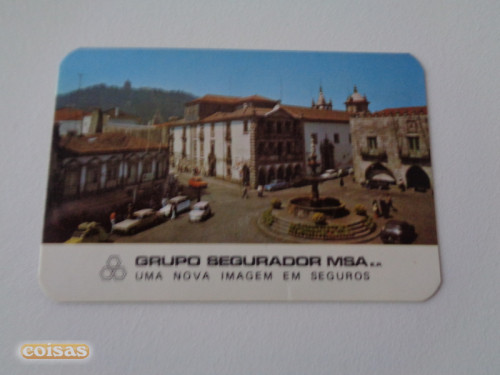 GRUPO SEGURADOR MSA S.A
UMA NOVA IMAGEM EM SEGUROS
coisas